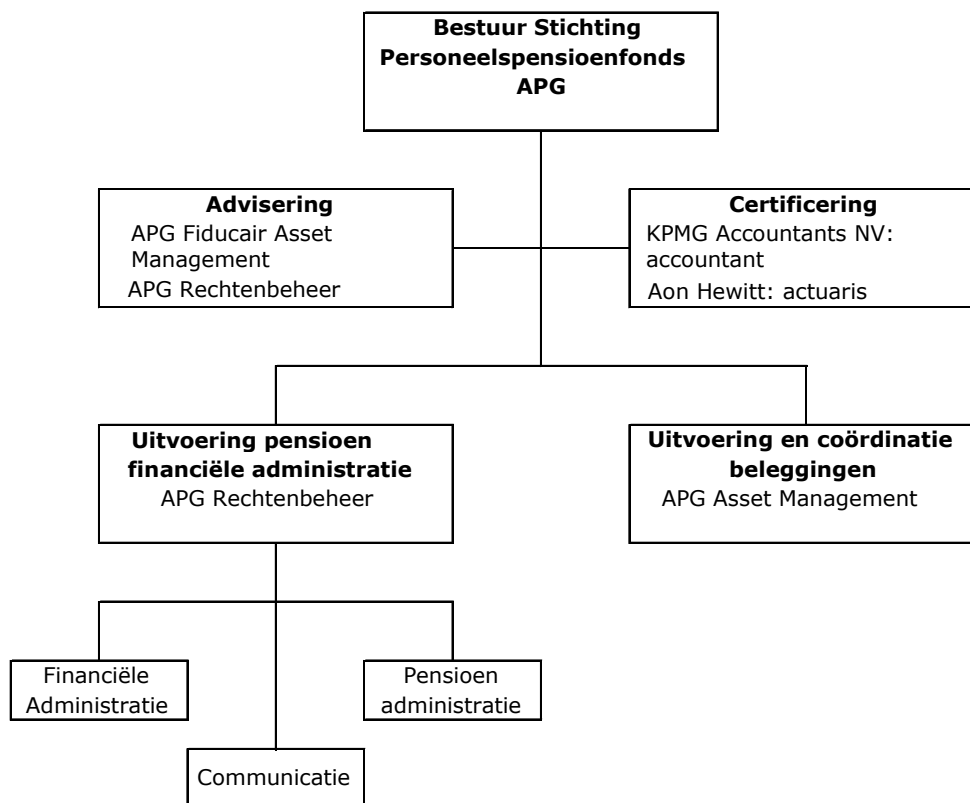 Bestuur Stichting
Personeelspensioenfonds
APG
Advisering
APG Fiducair Asset
Management
APG Rechtenbeheer
Certificering
KPMG Accountants NV:
accountant
Aon Hewitt: actuaris
Uitvoering pensioen
financiële administratie
APG Rechtenbeheer
Uitvoering en coördinatie
beleggingen
APG Asset Management
Financiële
Administratie
Pensioen
administratie
Communicatie